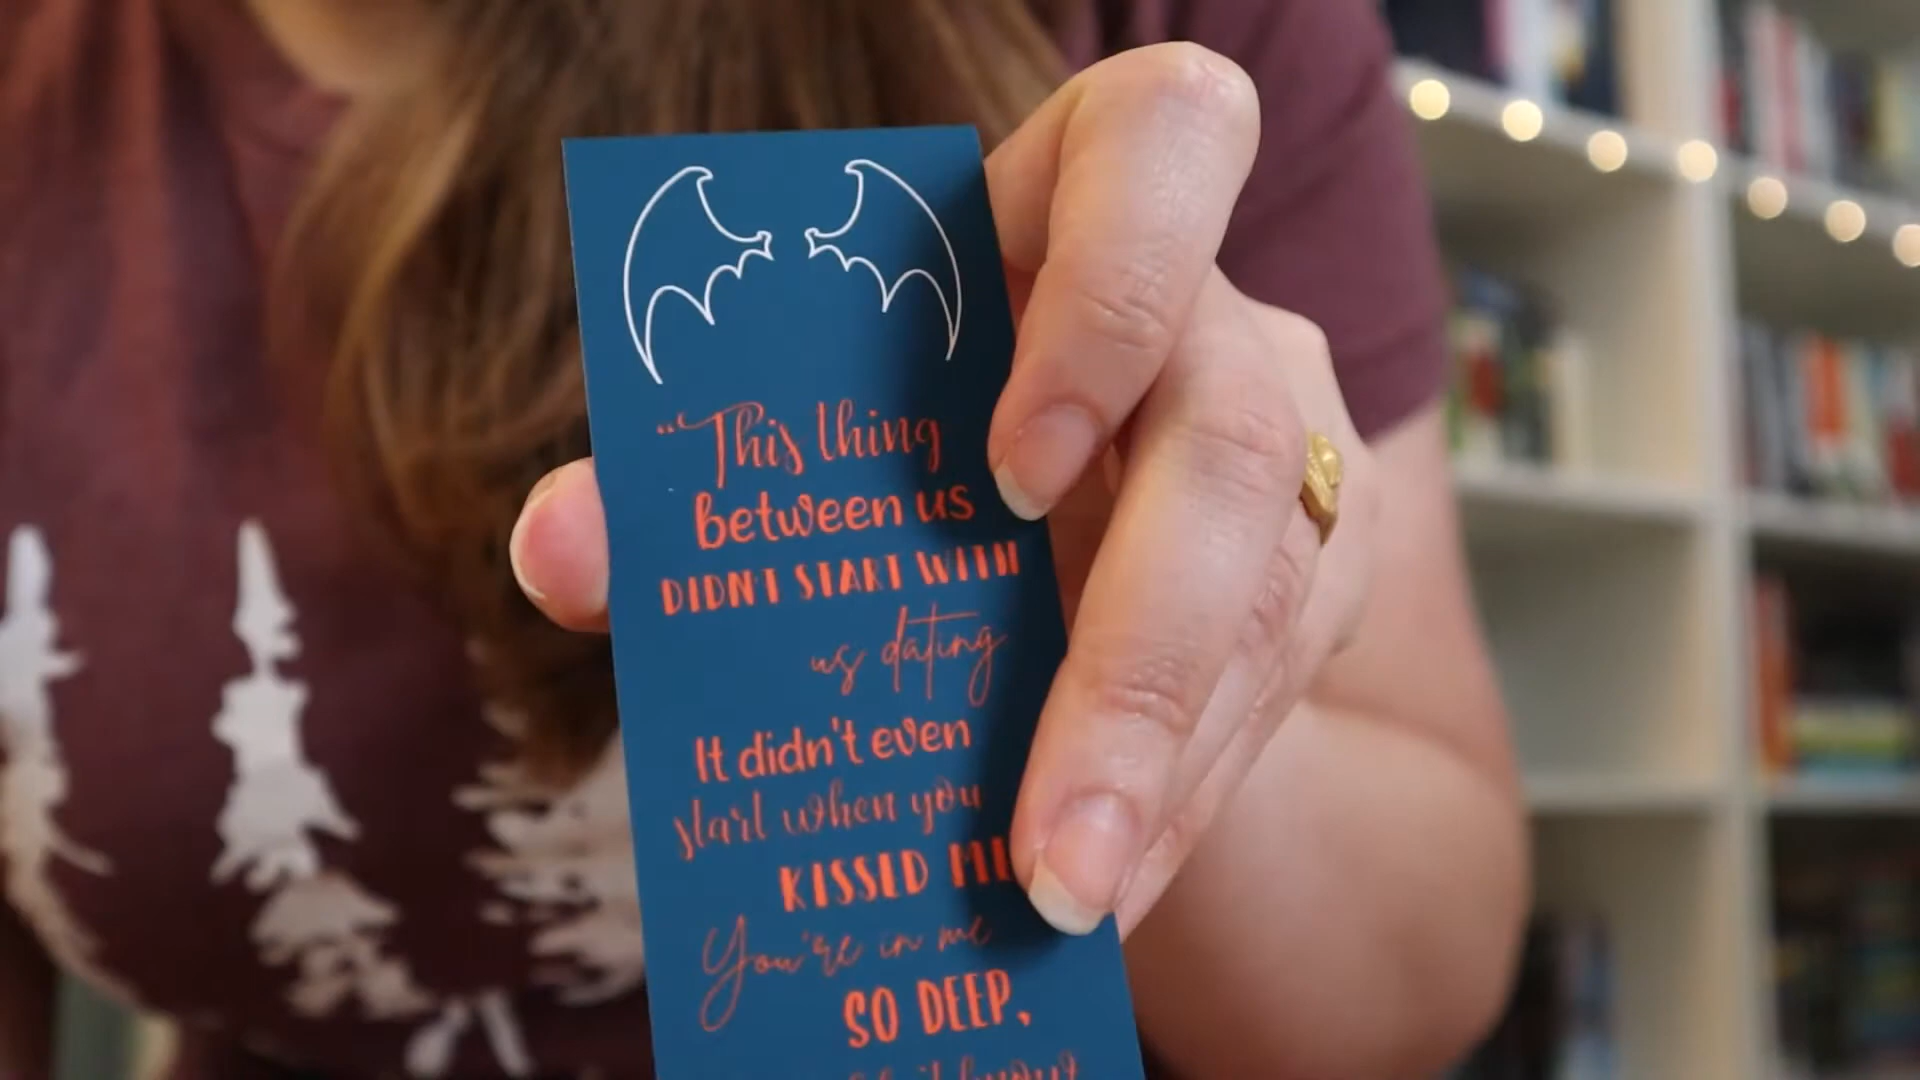 “This thing
between us
DIDN'T START WITH
us dating
It didn't even
start when you
KISSED ME
You're in me
SO DEEP,